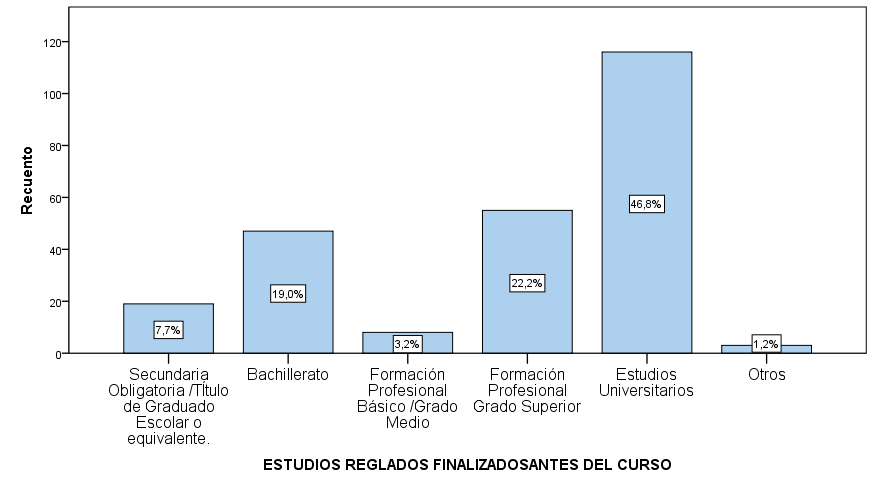 Recuento
120
100
80
60
40
20
0
7,7%
19,0%
3,2%
22,2%
46,8%
1,2%
Secundaria
Obligatoria /Título
de Graduado
Escolar o
equivalente.
Bachillerato
Formación
Profesional
Básico /Grado
Medio
Formación
Profesional
Grado Superior
Estudios
Universitarios
Otros
ESTUDIOS REGLADOS FINALIZADOSANTES DEL CURSO